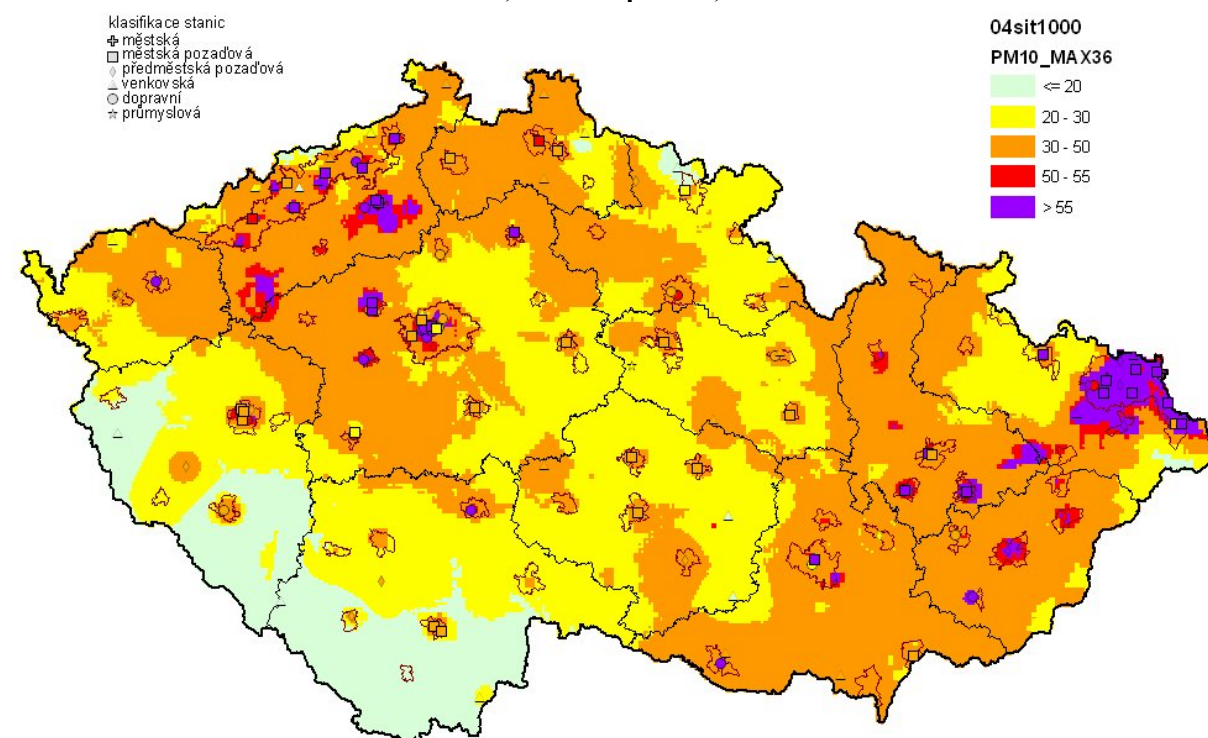 klasifikace stanic
městská
městská pozaďová
předměstská pozaďová
venkovská
dopravní
průmyslová
04sit1000
PM10_MAX36
<= 20
20 - 30
30 - 50
50 - 55
> 55